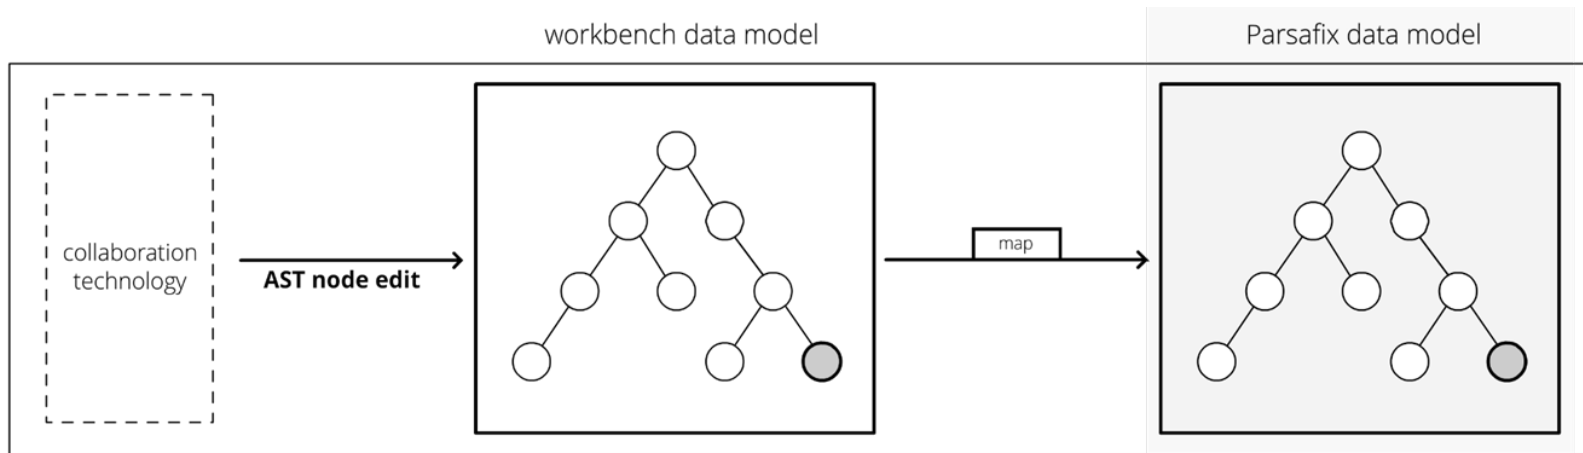 workbench data model
Parsafix data model
collaboration
technology
AST node edit
map